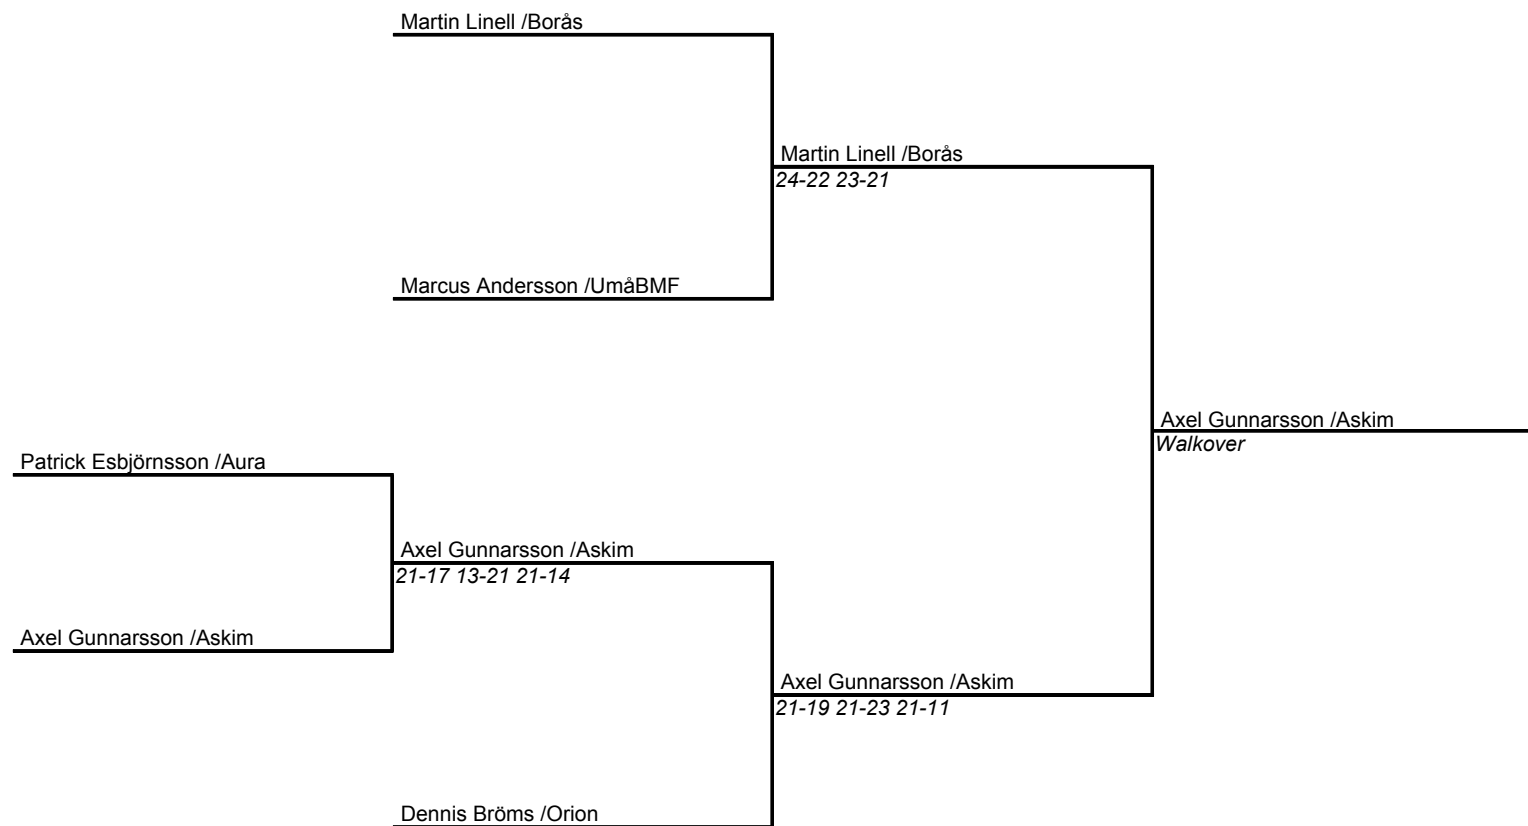 Martin Linell /Borås
Martin Linell /Borås
24-22 23-21
Marcus Andersson /UmåBMF
Axel Gunnarsson /Askim
Walkover
Patrick Esbjörnsson /Aura
Axel Gunnarsson /Askim
21-17 13-21 21-14
Axel Gunnarsson /Askim
Axel Gunnarsson /Askim
21-19 21-23 21-11
Dennis Bröms /Orion